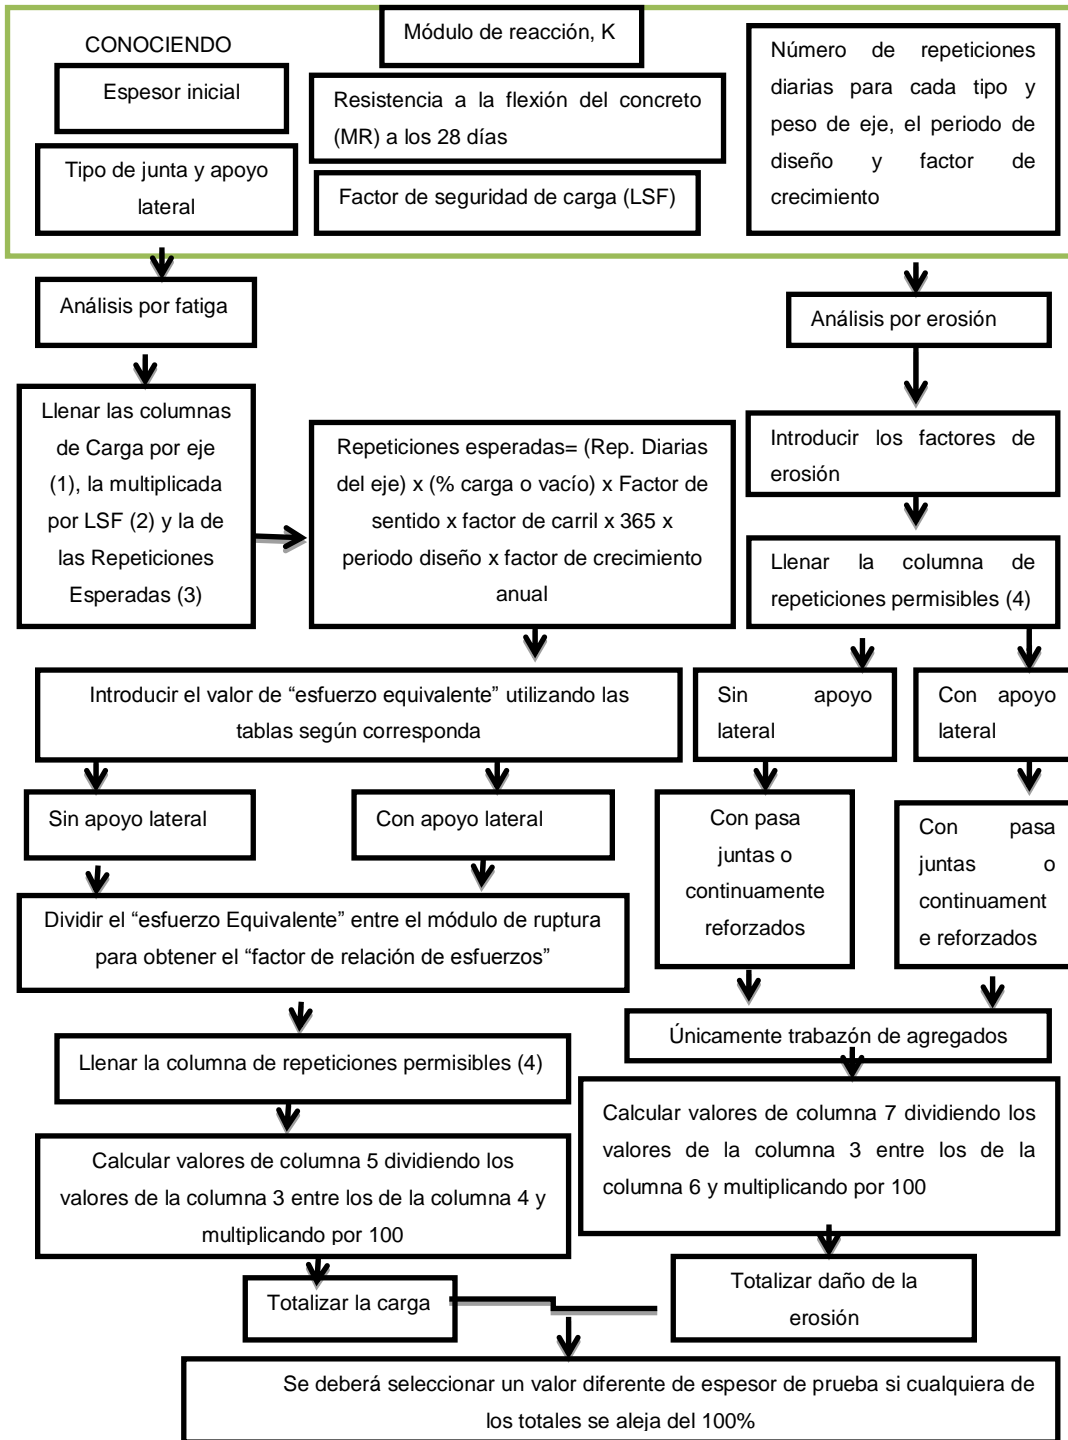 CONOCIENDO
Espesor inicial
Tipo de junta y apoyo
lateral
Módulo de reacción, K
Resistencia a la flexión del concreto
(MR) a los 28 días
Factor de seguridad de carga (LSF)
Número de repeticiones
diarias para cada tipo y
peso de eje, el periodo de
diseño y factor de
crecimiento
Análisis por fatiga
Análisis por erosión
Llenar las columnas
de Carga por eje
(1), la multiplicada
por LSF (2) y la de
las Repeticiones
Esperadas (3)
Repeticiones esperadas= (Rep. Diarias
del eje) x (% carga o vacío) x Factor de
sentido x factor de carril x 365 x
periodo diseño x factor de crecimiento
anual
Introducir los factores de
erosión
Llenar la columna de
repeticiones permisibles (4)
Introducir el valor de “esfuerzo equivalente” utilizando las
tablas según corresponda
Sin apoyo
lateral
Con apoyo
lateral
Sin apoyo lateral
Con apoyo lateral
Con pasa
juntas o
continuamente
reforzados
Con pasa
juntas o
continuament
e reforzados
Dividir el “esfuerzo Equivalente” entre el módulo de ruptura
para obtener el “factor de relación de esfuerzos”
Únicamente trabazón de agregados
Llenar la columna de repeticiones permisibles (4)
Calcular valores de columna 7 dividiendo los
valores de la columna 3 entre los de la
columna 6 y multiplicando por 100
Calcular valores de columna 5 dividiendo los
valores de la columna 3 entre los de la columna 4 y
multiplicando por 100
Totalizar la carga
Totalizar daño de la
erosión
Se deberá seleccionar un valor diferente de espesor de prueba si cualquiera de
los totales se aleja del 100%